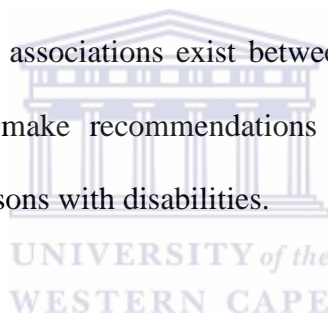 associations exist betwee
make recommendations
sons with disabilities.
UNIVERSITY of the
WESTERN CAPE